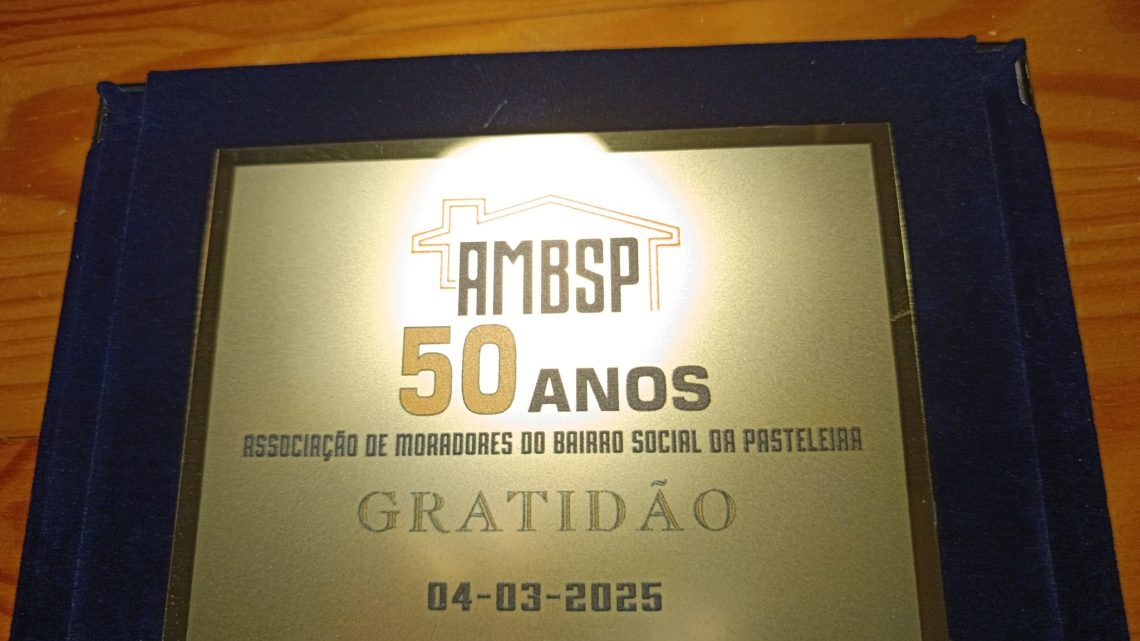 AMBSP
50 ANOS
ASSOCIAÇÃO DE MORADORES DO BAIRRO SOCIAL DA PASTELEIRA
GRATIDÃO
04-03-2025